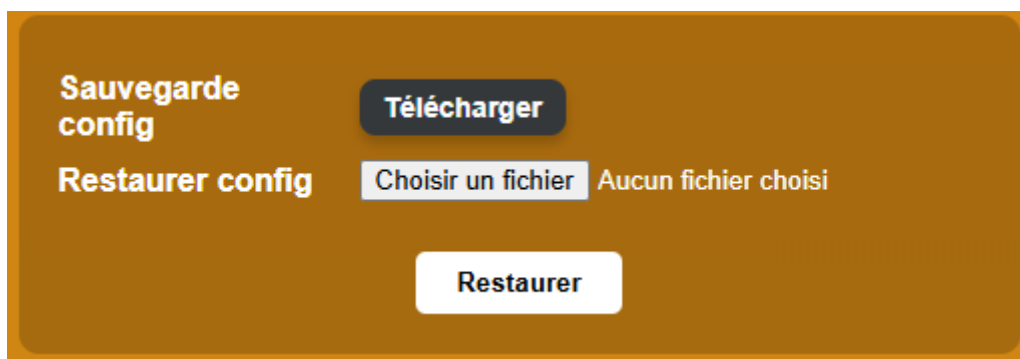 Sauvegarde
config
Télécharger
Restaurer config
Choisir un fichier Aucun fichier choisi
Restaurer